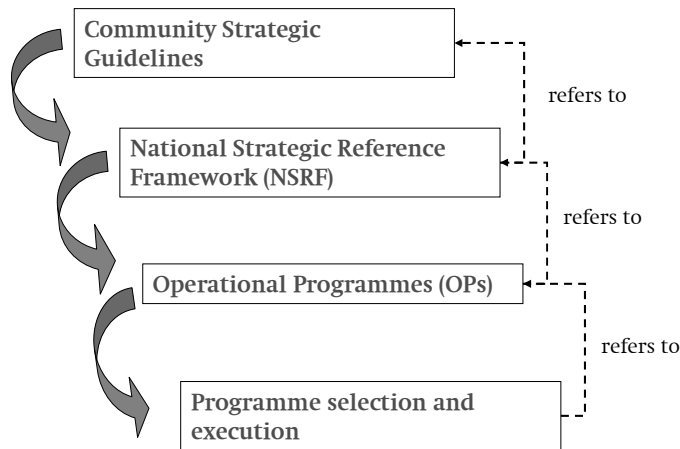 Community Strategic
Guidelines
refers to
National Strategic Reference
Framework (NSRF)
refers to
Operational Programmes (OPs)
refers to
Programme selection and
execution